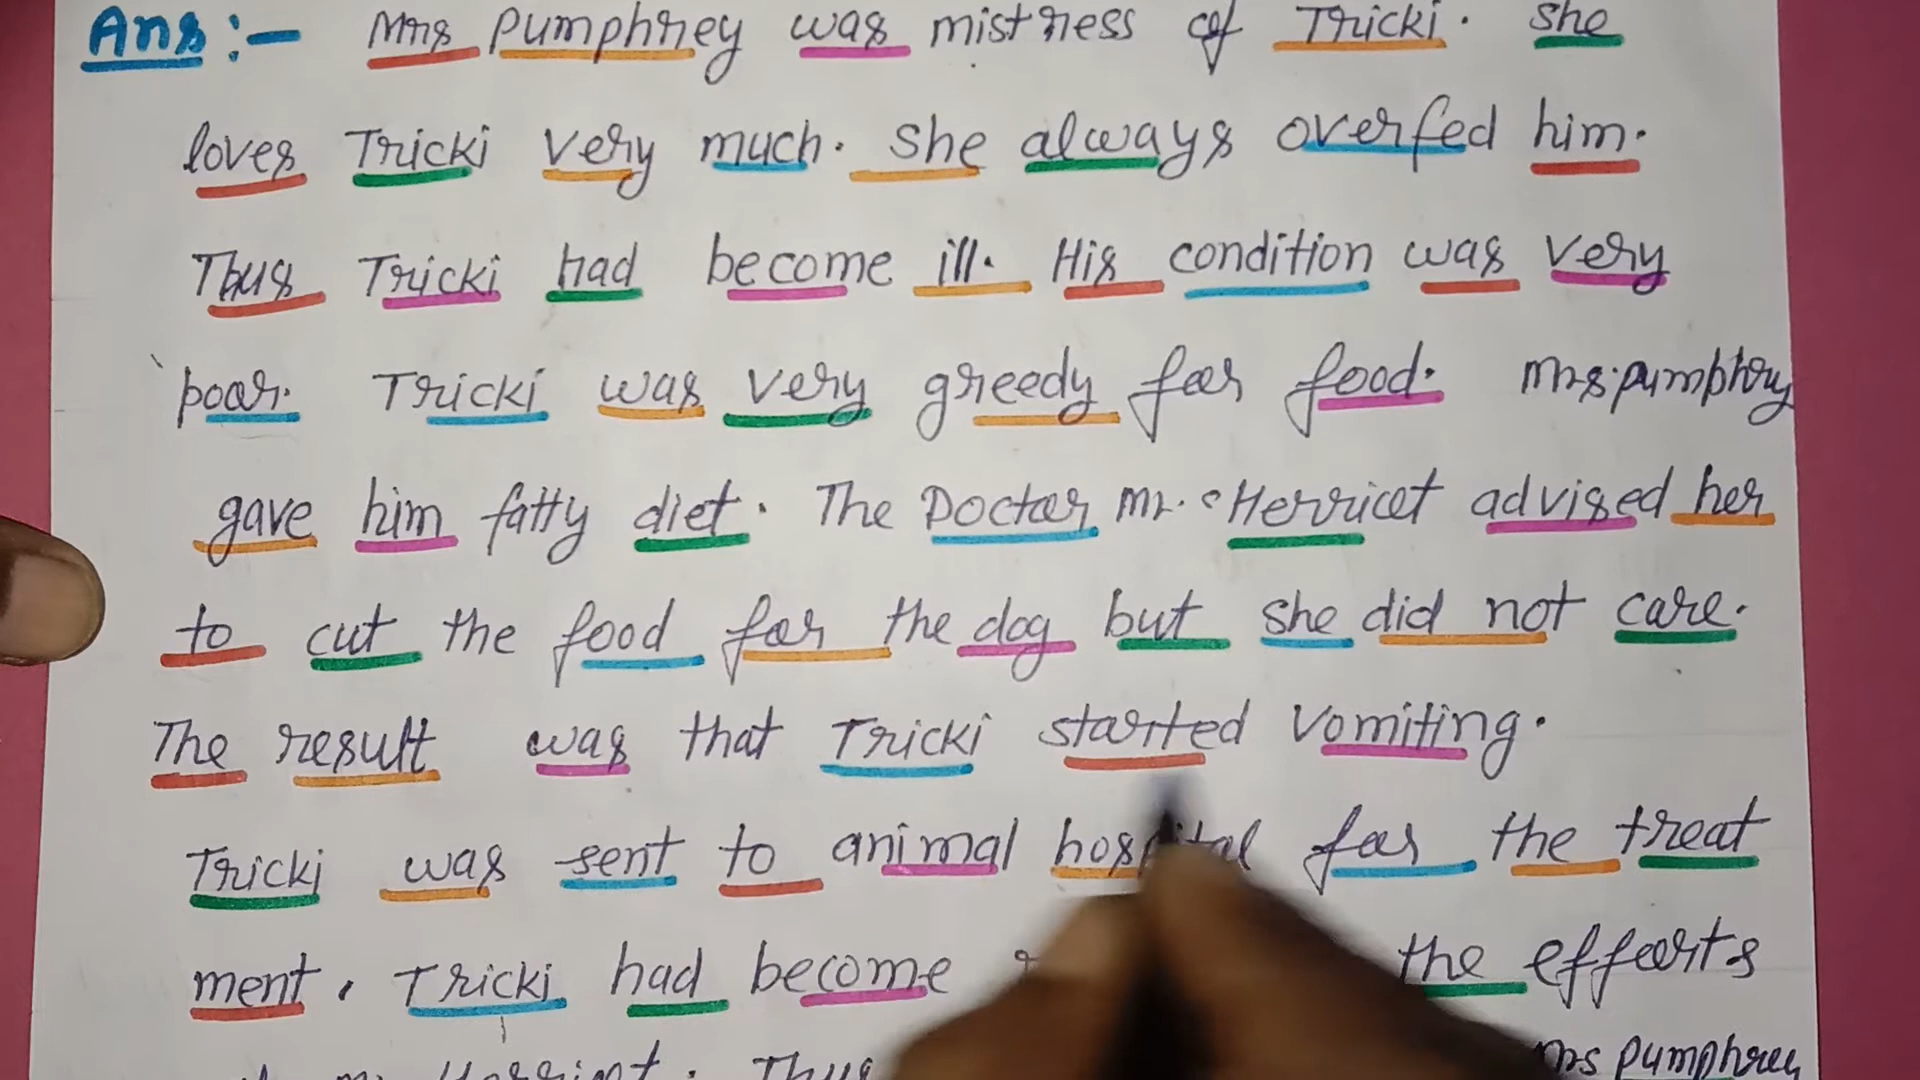 Ans:- Mrs Pumphrey was mistress of Tricki. She
loves Tricki very much. She always overfed him.
Thus Tricki had become ill. His condition was very
poor. Tricki was very greedy for food. Mrs. pumphry
gave him fatty diet. The Doctor Mr. Herriot advised her
to cut the food for the dog but she did not care.
The result was that Tricki started vomiting.
Tricki was sent to animal hospital for the treat
ment. Tricki had become the efforts
Thus Mrs Pumphrey